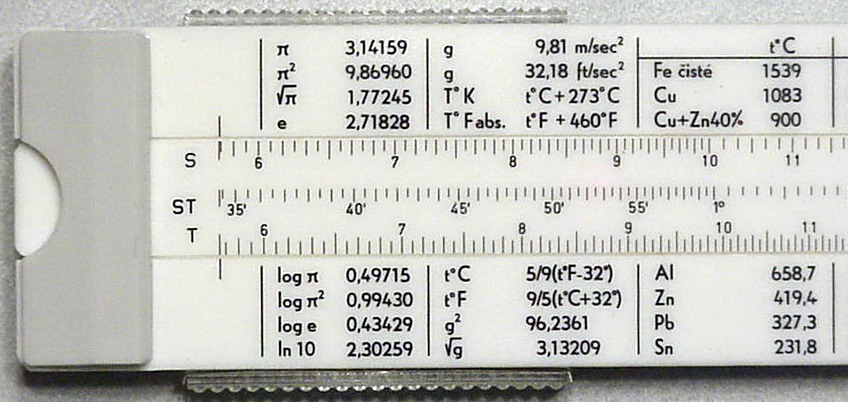 π 3,14159 g 9,81 m/sec² t°C
π² 9,86960 g 32,18 ft/sec² Fe čisté 1539
√π 1,77245 T°K t°C+273°C Cu 1083
e 2,71828 T°Fabs. t°F +460°F Cu+Zn40% 900
S 6 7 8 9 10 11
ST 35' 40' 45' 50' 55' 1°
T 6 7 8 9 10 11
log π 0,49715 t°C 5/9(t°F-32°) Al 658,7
log π² 0,99430 t°F 9/5(t°C+32°) Zn 419,4
log e 0,43429 g² 96,2361 Pb 327,3
ln 10 2,30259 √g 3,13209 Sn 231,8